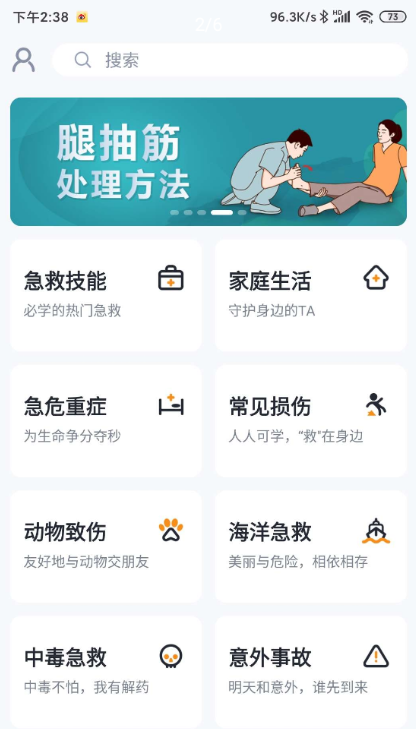 下午2:38
2/6
96.3K/s
HD
73
搜索
腿抽筋
处理方法
急救技能
必学的热门急救
家庭生活
守护身边的TA
急危重症
为生命争分夺秒
常见损伤
人人可学，“救"在身边
动物致伤
友好地与动物交朋友
海洋急救
美丽与危险，相依相存
中毒急救
中毒不怕，我有解药
意外事故
明天和意外，谁先到来